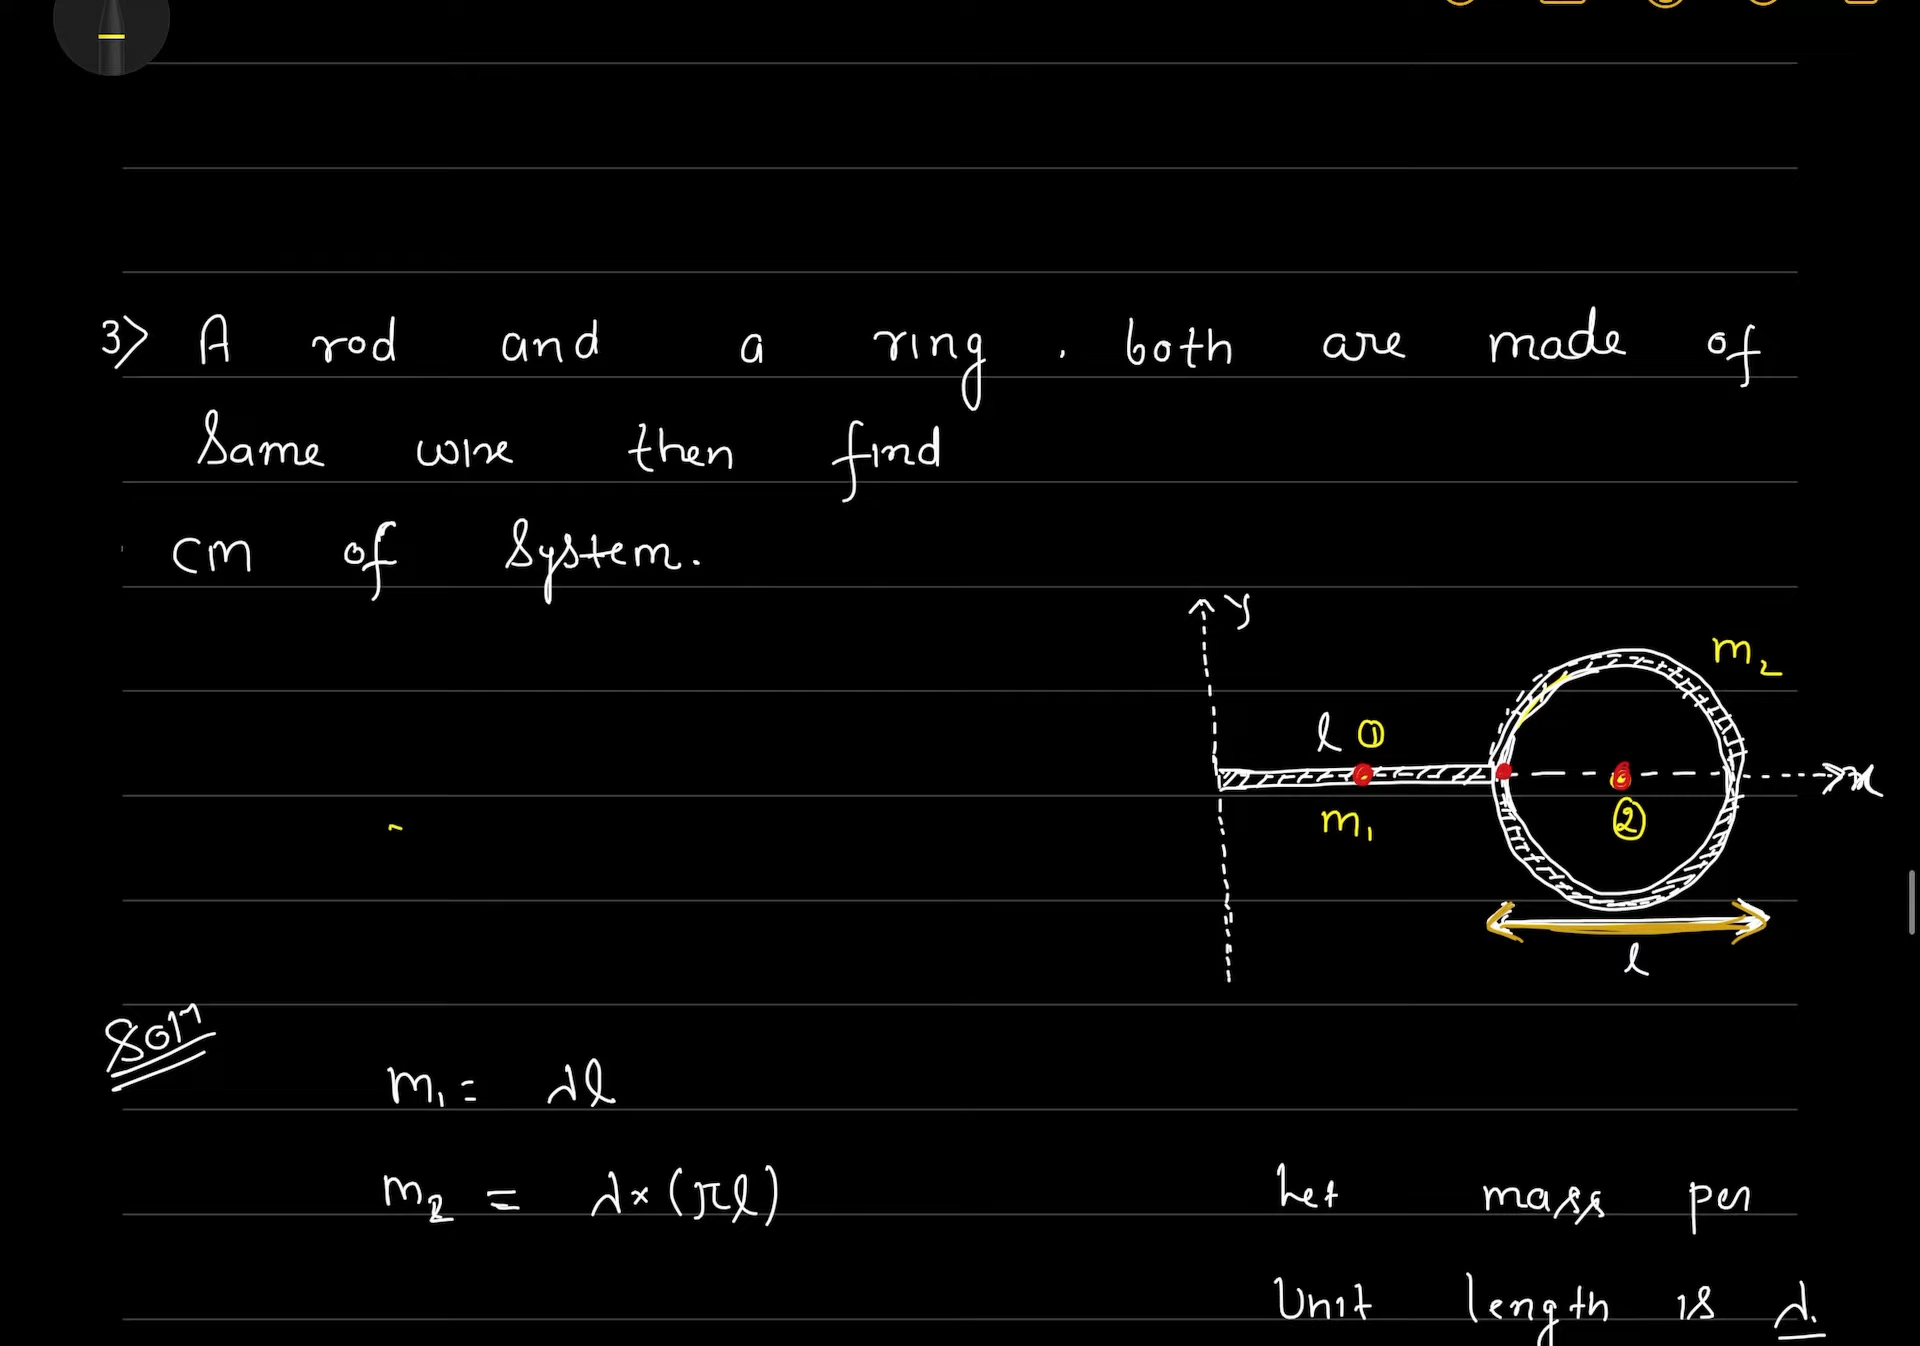 3> A rod and a ring. both are made of
same wire then find
CM of system.
y
m₂
l ①
x
m₁
②
l
Soln
m₁ = λl
m₂ = λ×(πl)
Let mass per
Unit length is λ.